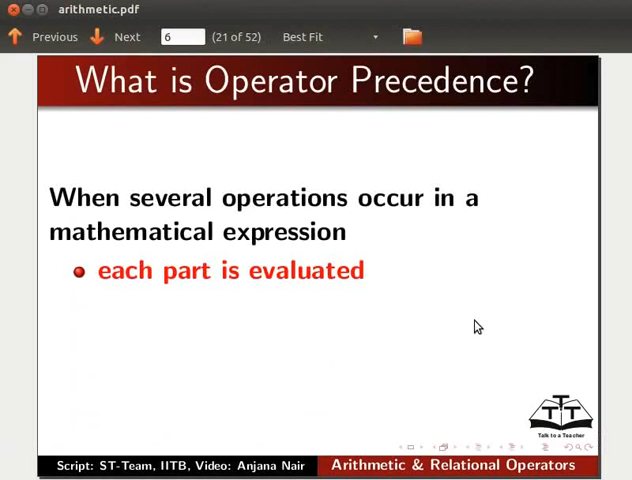 arithmetic.pdf
Previous Next 6 (21 of 52) Best Fit
What is Operator Precedence?
When several operations occur in a
mathematical expression
each part is evaluated
TTT
Talk to a Teacher
Script: ST-Team, IITB, Video: Anjana Nair Arithmetic & Relational Operators